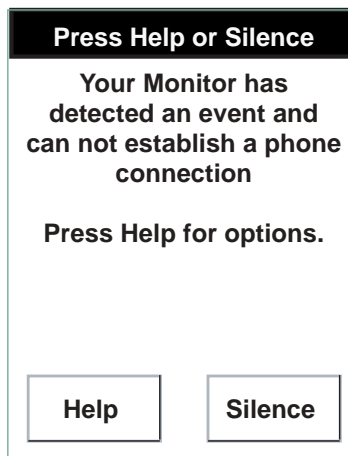 Press Help or Silence
Your Monitor has
detected an event and
can not establish a phone
connection
Press Help for options.
Help
Silence